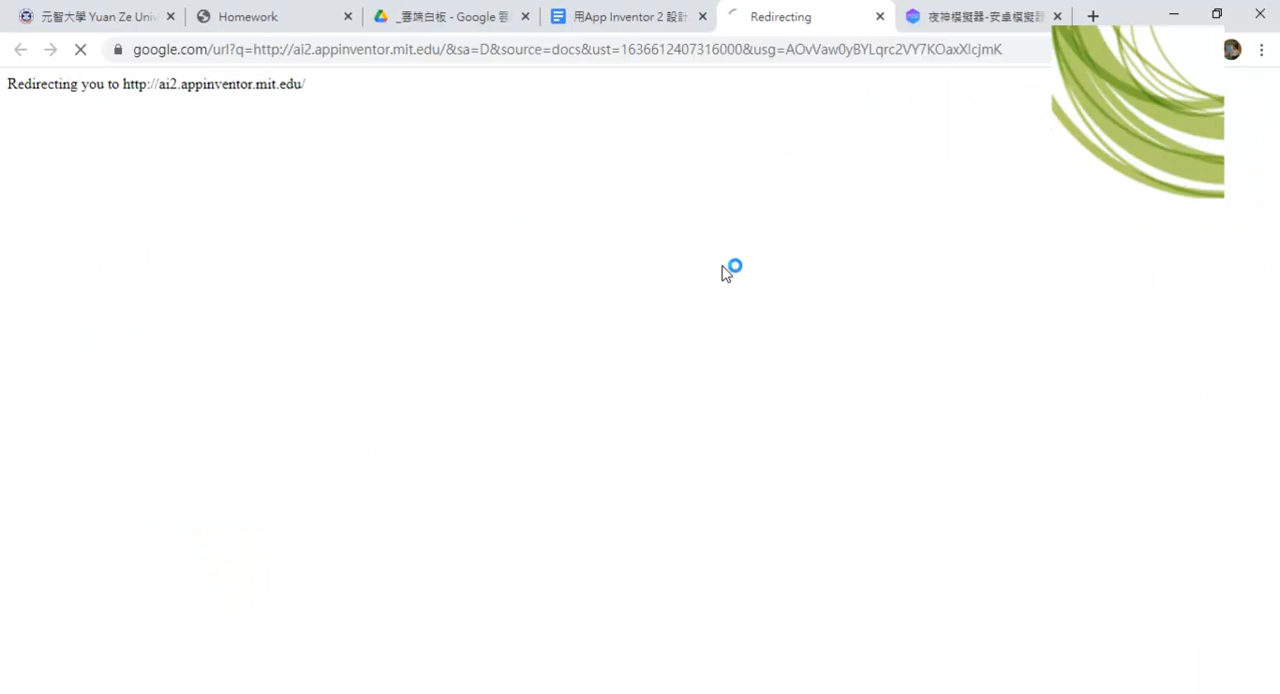 元智大學 Yuan Ze Univ
Homework
_雲端白板 - Google 雲
用App Inventor 2 設計
Redirecting
夜神模擬器-安卓模擬器
google.com/url?q=http://ai2.appinventor.mit.edu/&sa=D&source=docs&ust=1636612407316000&usg=AOvVaw0yBYLqrc2VY7KOaxXlcjmK
Redirecting you to http://ai2.appinventor.mit.edu/